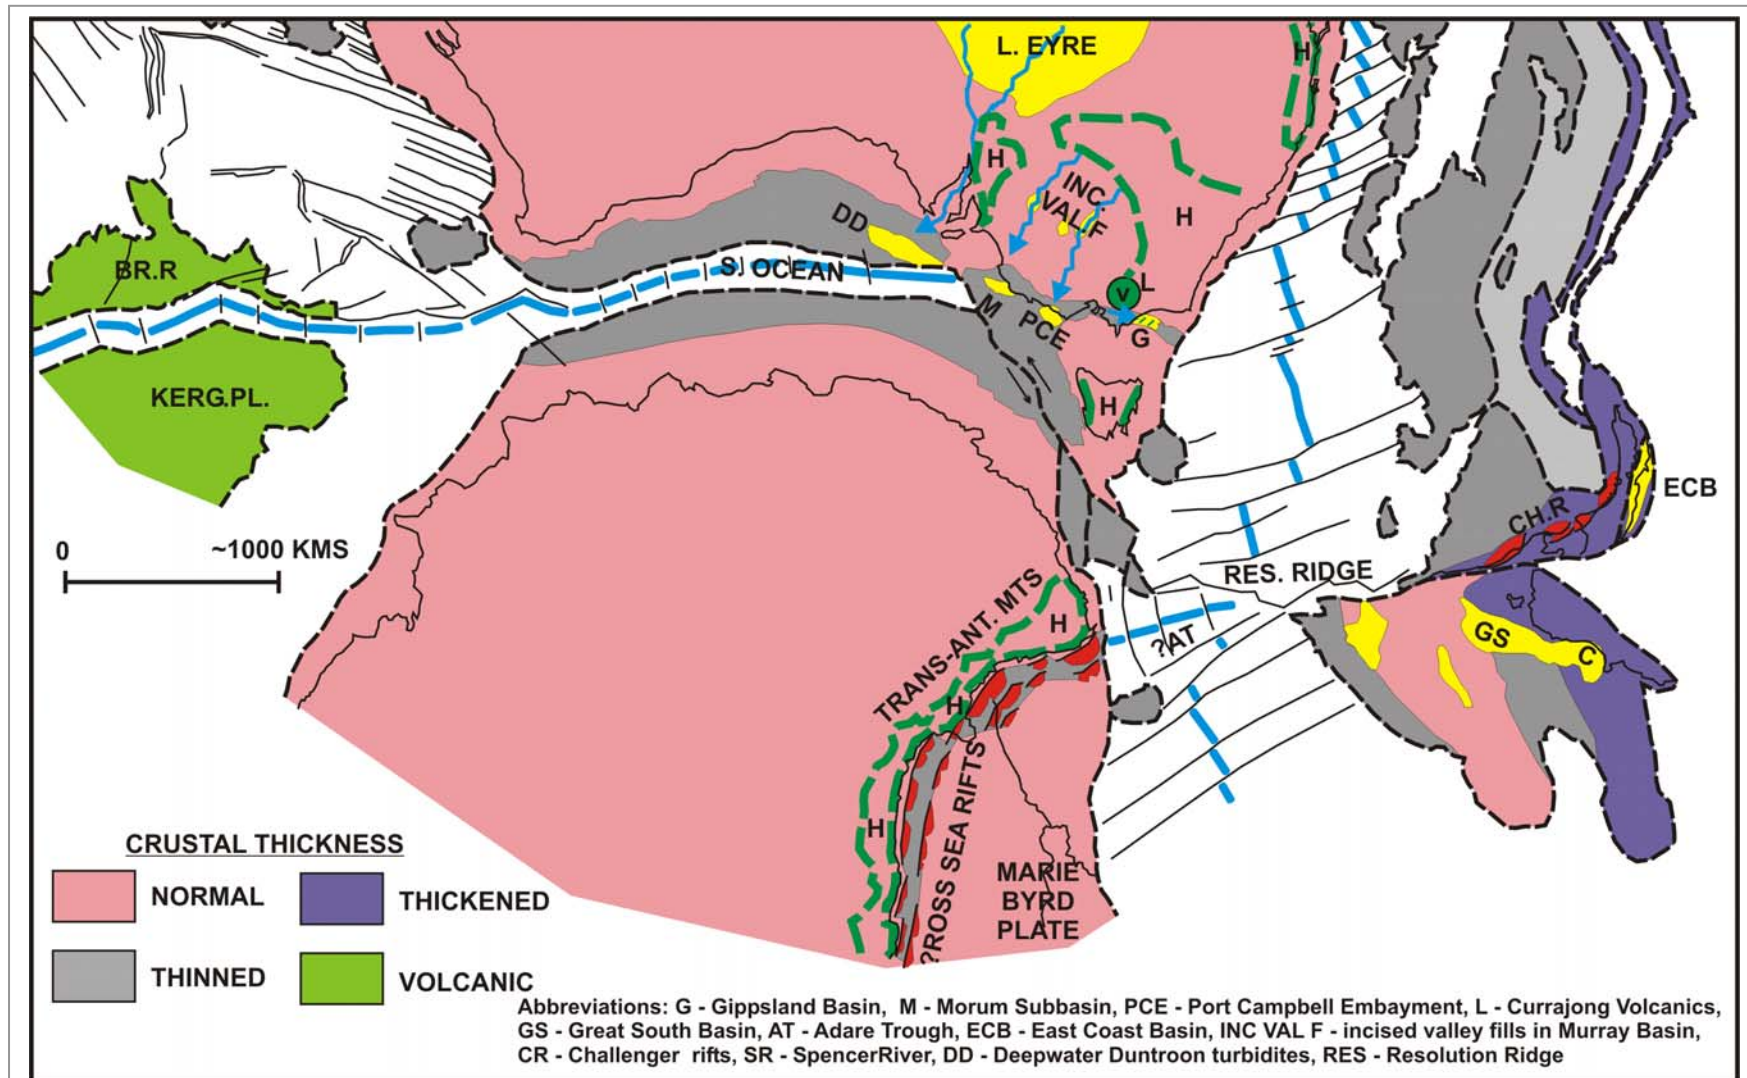 L. EYRE
H
H
INC.
VAL.F
H
DD
BR.R
S. OCEAN
V
L
M
PCE
G
KERG.PL.
H
ECB
CH.R
0
~1000 KMS
RES. RIDGE
TRANS-ANT. MTS
H
?AT
GS
C
H
H
?ROSS SEA RIFTS
MARIE
BYRD
PLATE
CRUSTAL THICKNESS
NORMAL
THICKENED
THINNED
VOLCANIC
Abbreviations: G - Gippsland Basin, M - Morum Subbasin, PCE - Port Campbell Embayment, L - Currajong Volcanics,
GS - Great South Basin, AT - Adare Trough, ECB - East Coast Basin, INC VAL F - incised valley fills in Murray Basin,
CR - Challenger rifts, SR - SpencerRiver, DD - Deepwater Duntroon turbidites, RES - Resolution Ridge